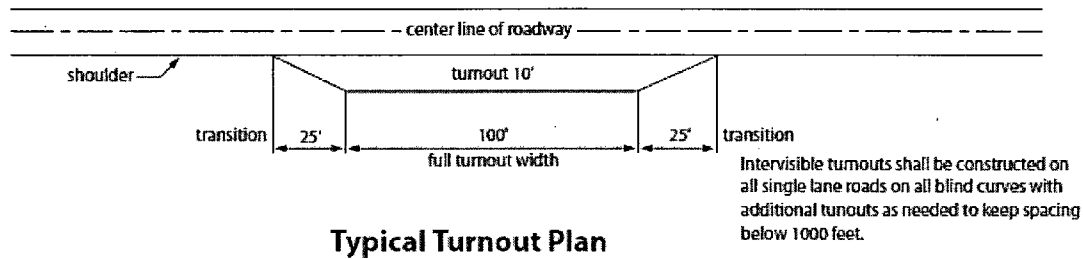 center line of roadway
shoulder
turnout 10'
transition
25'
100'
25'
transition
full turnout width
Intervisible turnouts shall be constructed on
all single lane roads on all blind curves with
additional tunouts as needed to keep spacing
below 1000 feet.
Typical Turnout Plan